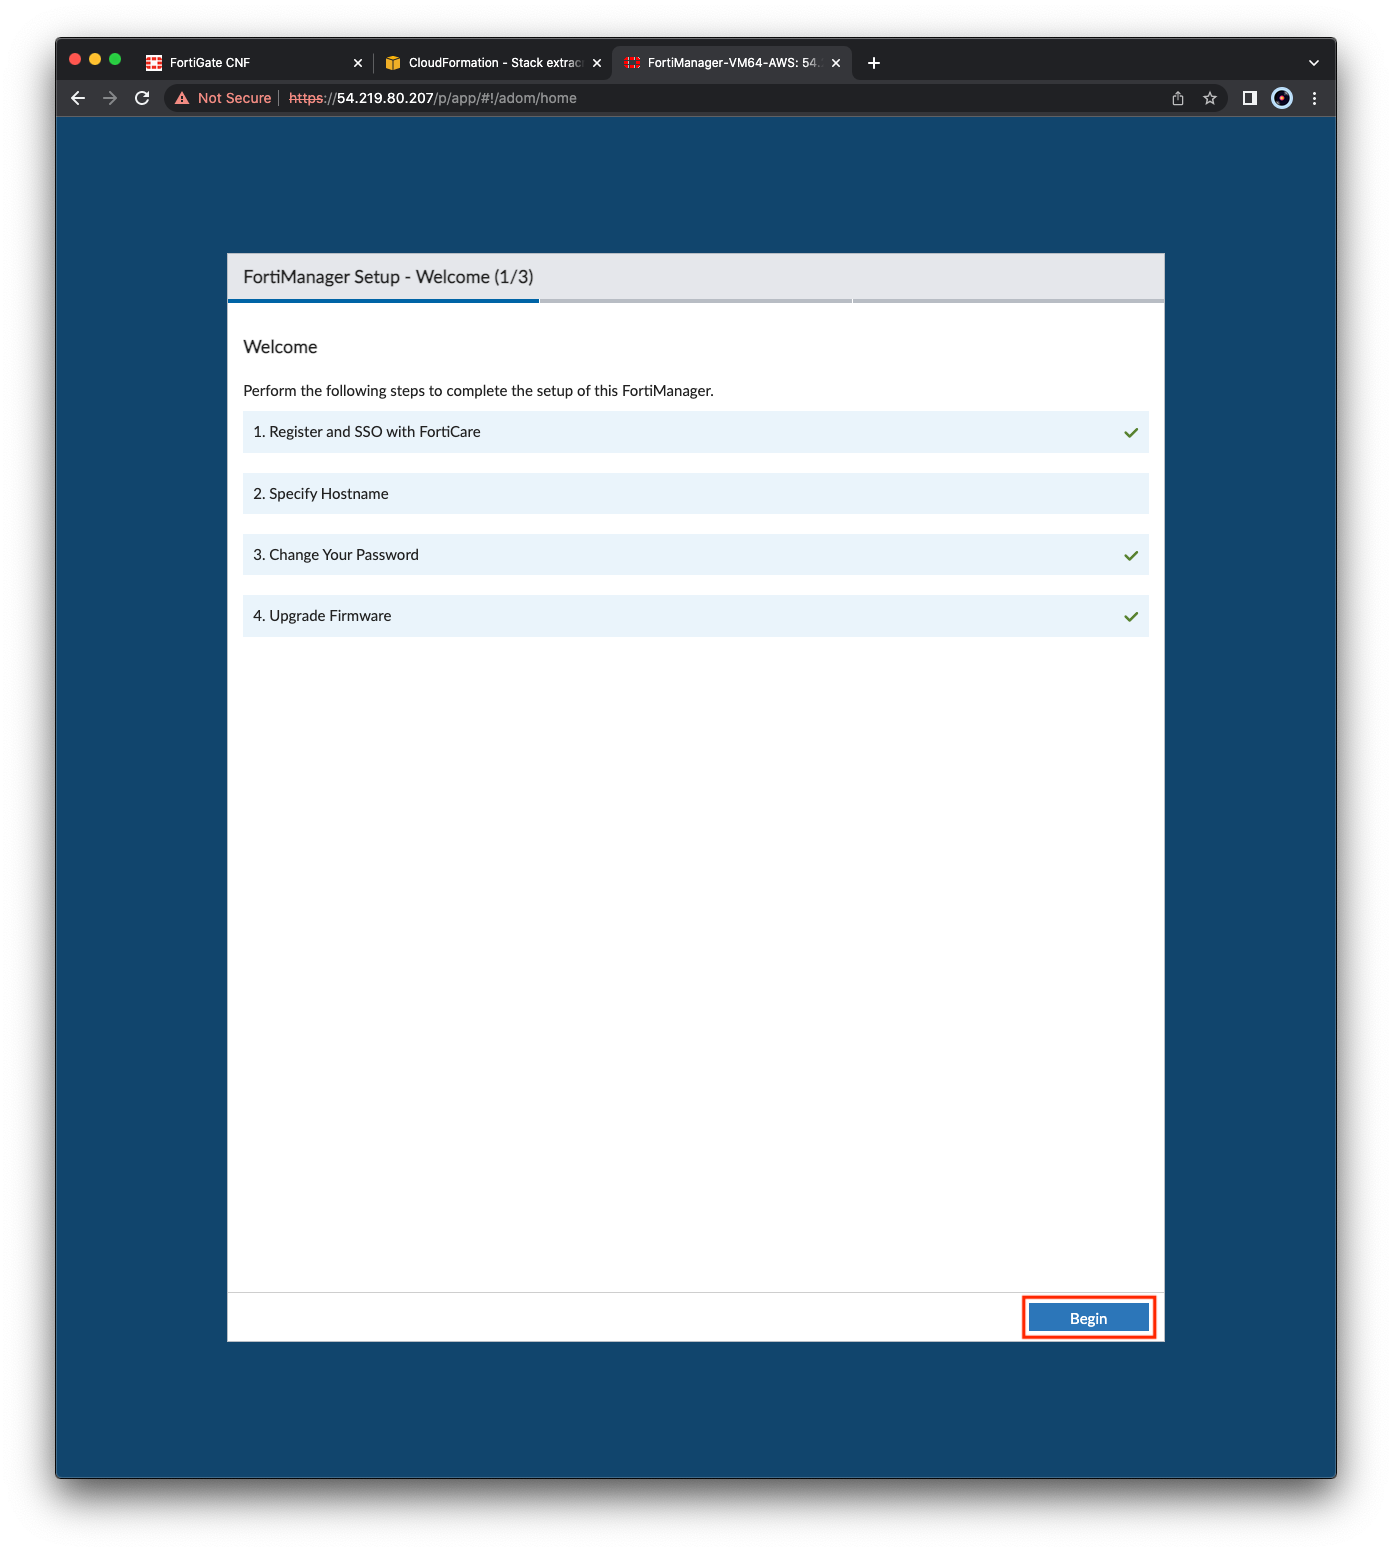 FortiGate CNF
CloudFormation - Stack extrac
FortiManager-VM64-AWS: 54.
Not Secure
https://54.219.80.207/p/app/#!/adom/home
FortiManager Setup - Welcome (1/3)
Welcome
Perform the following steps to complete the setup of this FortiManager.
1. Register and SSO with FortiCare
2. Specify Hostname
3. Change Your Password
4. Upgrade Firmware
Begin